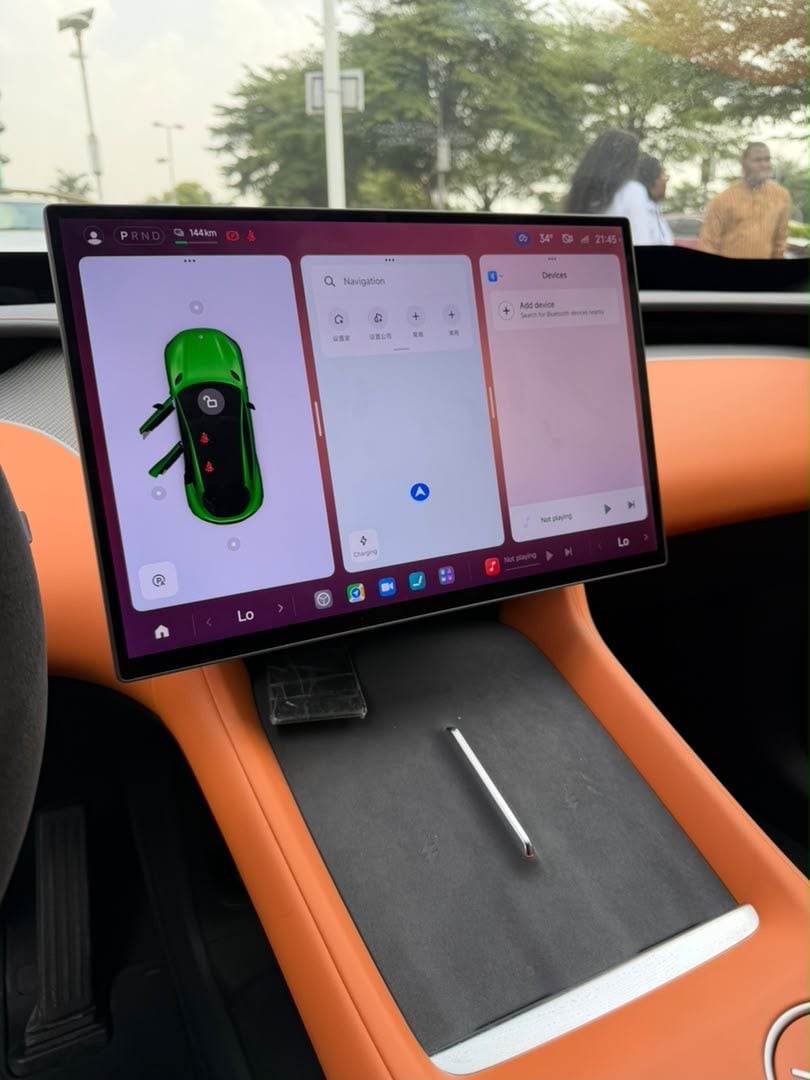 PRND
144km
34°
21:45
Navigation
设置家
设置公司
常用
常用
Charging
Devices
Add device
Search for Bluetooth devices nearby
Not playing
Lo
Not playing
Lo